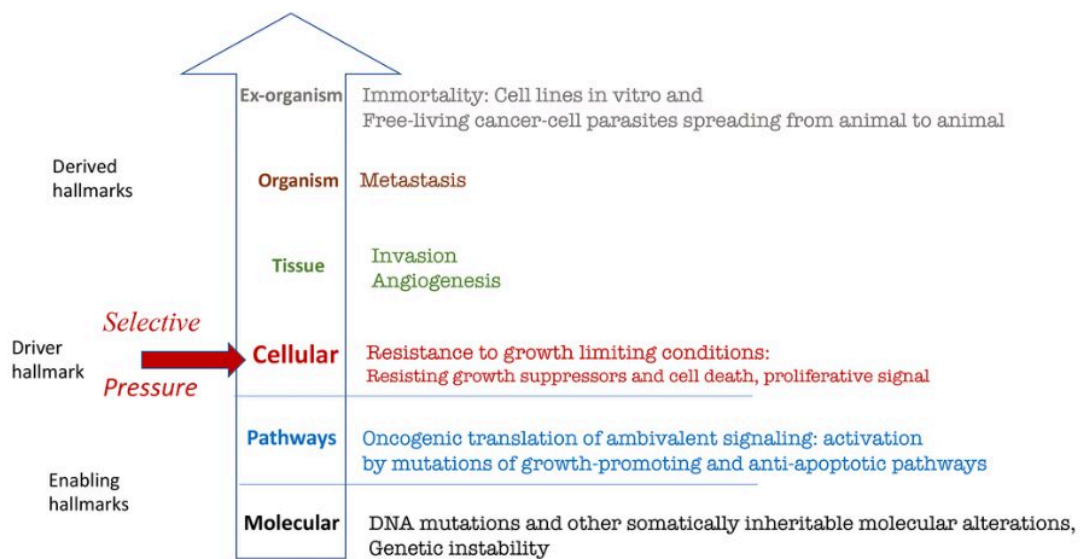 Ex-organism
Immortality: Cell lines in vitro and
Free-living cancer-cell parasites spreading from animal to animal
Derived
hallmarks
Organism
Metastasis
Tissue
Invasion
Angiogenesis
Selective
Pressure
Driver
hallmark
Cellular
Resistance to growth limiting conditions:
Resisting growth suppressors and cell death, proliferative signal
Pathways
Oncogenic translation of ambivalent signaling: activation
by mutations of growth-promoting and anti-apoptotic pathways
Enabling
hallmarks
Molecular
DNA mutations and other somatically inheritable molecular alterations,
Genetic instability